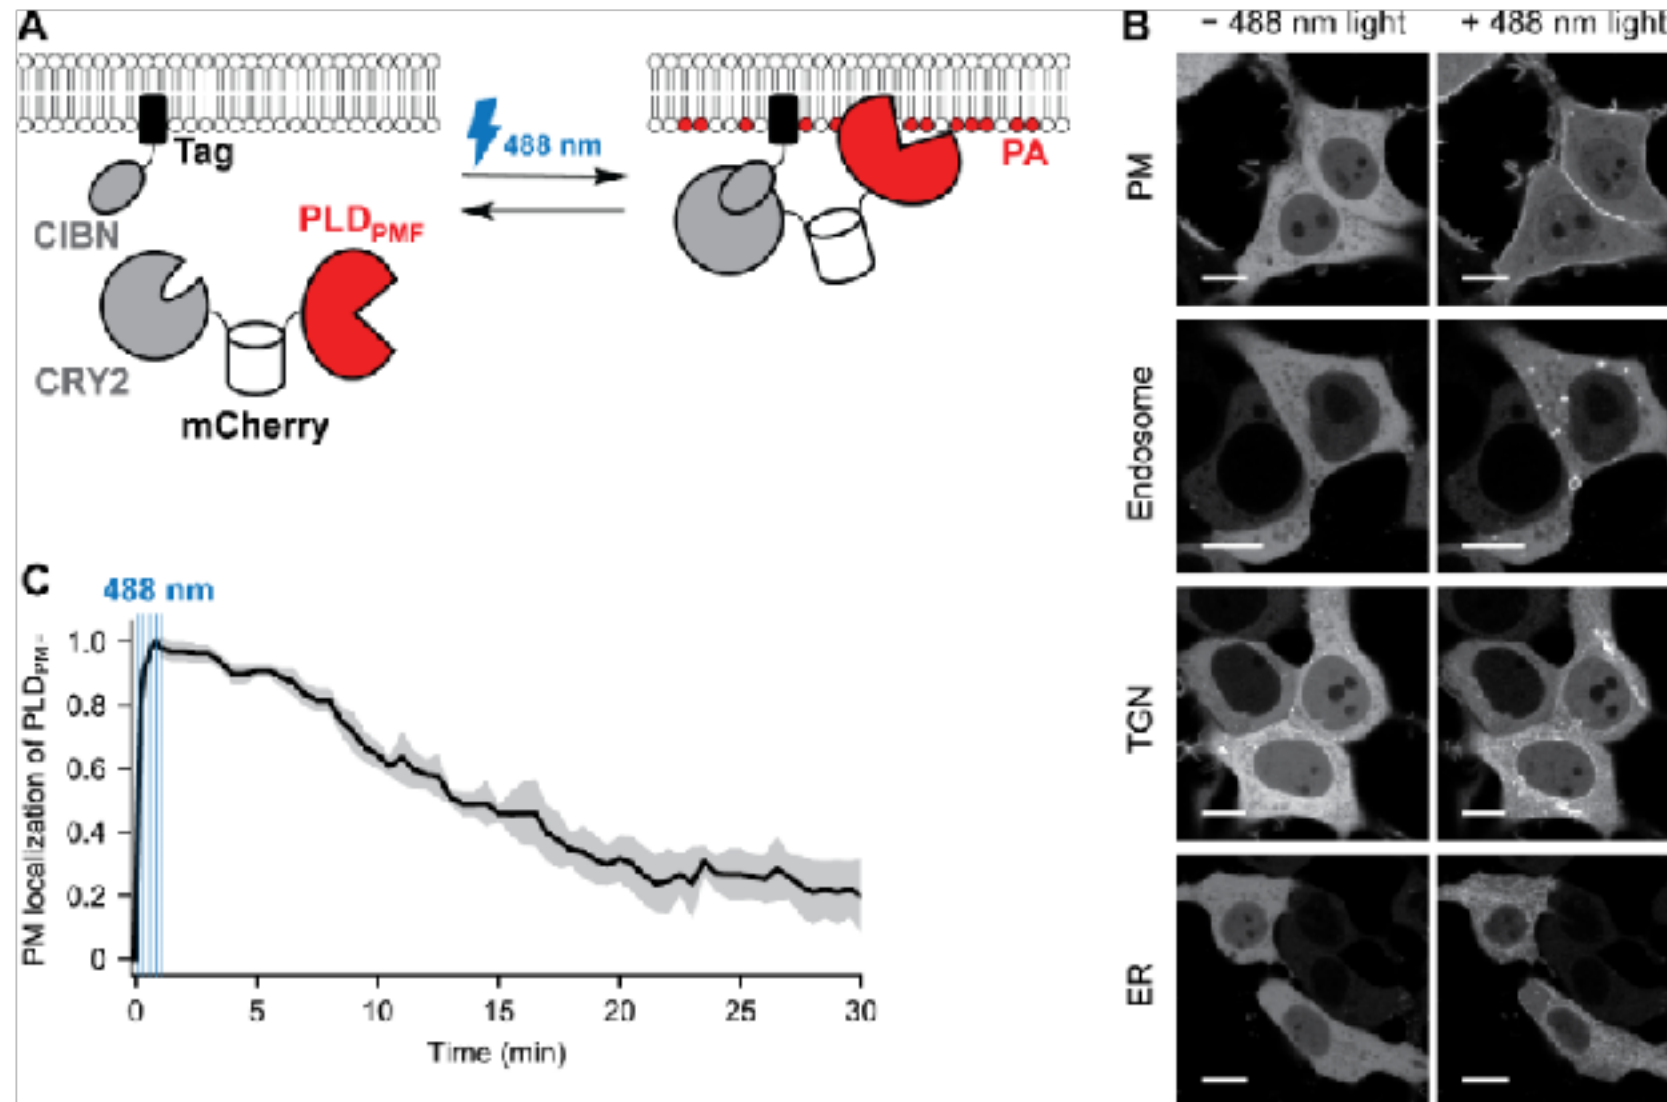 A
Tag
CIBN
CRY2
mCherry
PLDPMF
488 nm
PA
B
− 488 nm light
+ 488 nm light
PM
Endosome
TGN
ER
C
488 nm
PM localization of PLDPM-
1.0
0.8
0.6
0.4
0.2
0
0 5 10 15 20 25 30
Time (min)